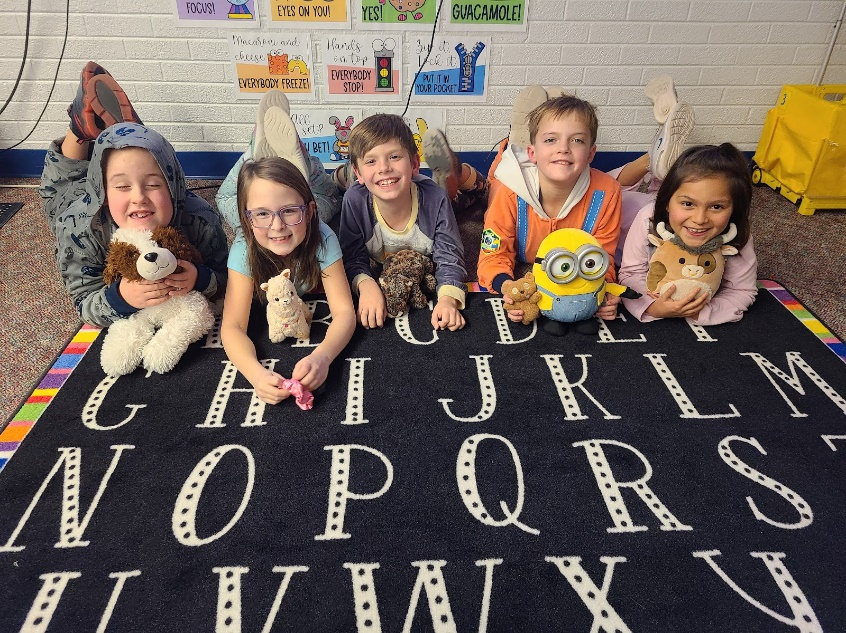 FOCUS!
EYES ON YOU!
YES!
GUACAMOLE!
Macaroni and
cheese
EVERYBODY FREEZE!
Hands
on top
EVERYBODY
STOP!
Zip it
lock it
PUT IT IN
YOUR POCKET
set?
BET!
G H I J K L M
N O P Q R S T
U V W X Y